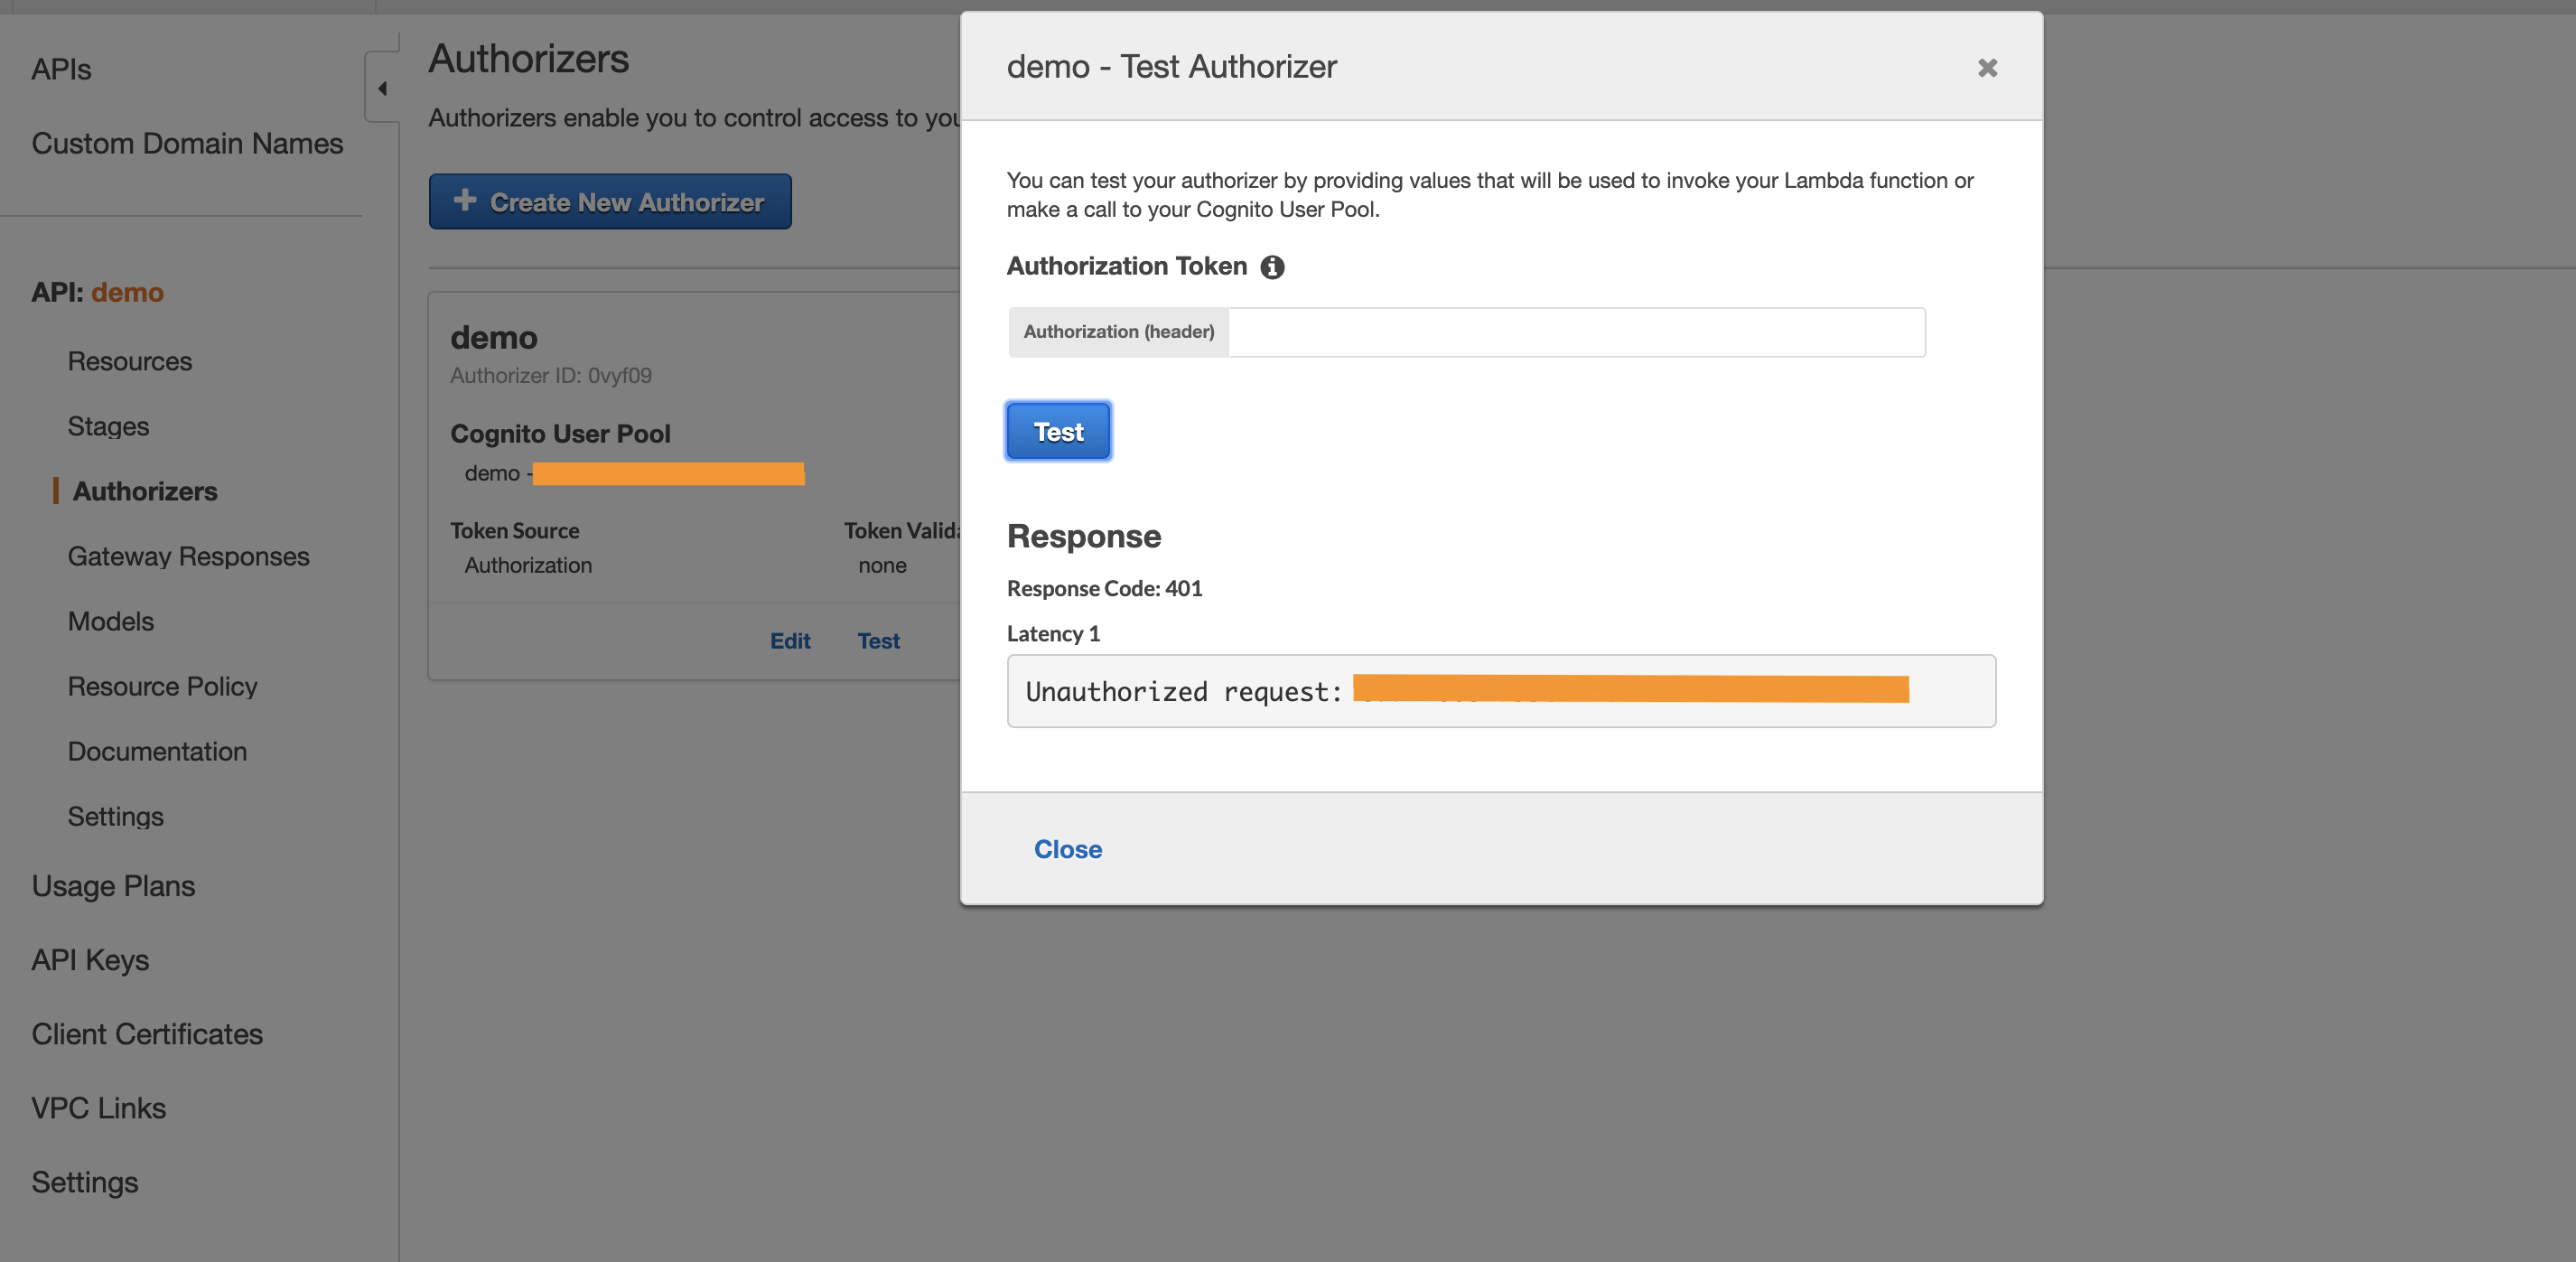 APIs
Custom Domain Names
API: demo
Resources
Stages
Authorizers
Gateway Responses
Models
Resource Policy
Documentation
Settings
Usage Plans
API Keys
Client Certificates
VPC Links
Settings
Authorizers
Authorizers enable you to control access to you
Create New Authorizer
demo
Authorizer ID: 0vyf09
Cognito User Pool
demo -
Token Source
Token Valida
Authorization
none
Edit
Test
demo - Test Authorizer
You can test your authorizer by providing values that will be used to invoke your Lambda function or
make a call to your Cognito User Pool.
Authorization Token
Authorization (header)
Test
Response
Response Code: 401
Latency 1
Unauthorized request:
Close